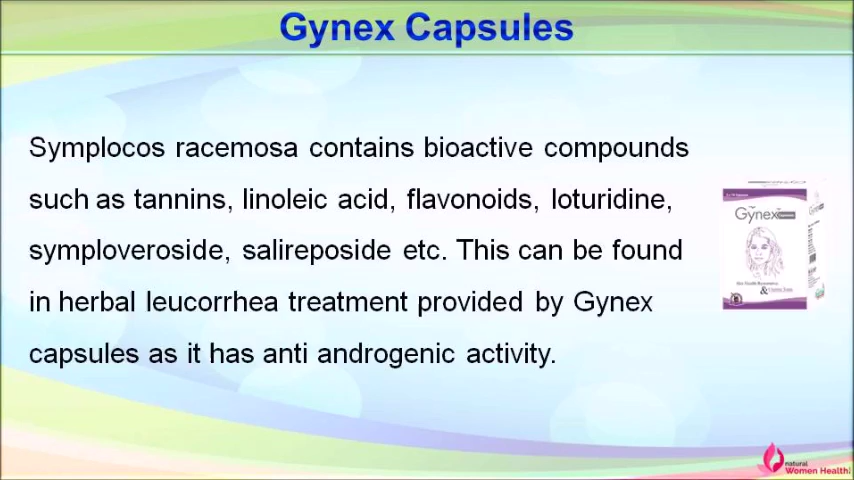 Gynex Capsules
Symplocos racemosa contains bioactive compounds
such as tannins, linoleic acid, flavonoids, loturidine,
symploveroside, salireposide etc. This can be found
in herbal leucorrhea treatment provided by Gynex
capsules as it has anti androgenic activity.
Gynex
Gynex
&
natural
Women Health